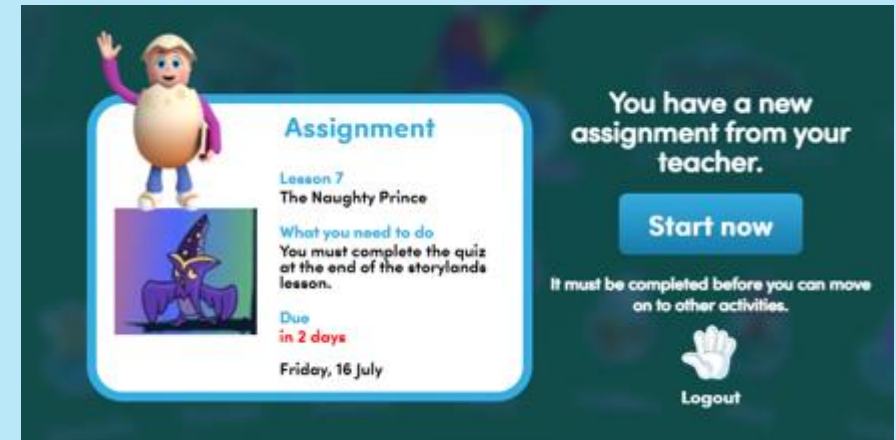 Assignment
Lesson 7
The Naughty Prince
What you need to do
You must complete the quiz
at the end of the storylands
lesson.
Due
in 2 days
Friday, 16 July
You have a new
assignment from your
teacher.
Start now
It must be completed before you can move
on to other activities.
Logout